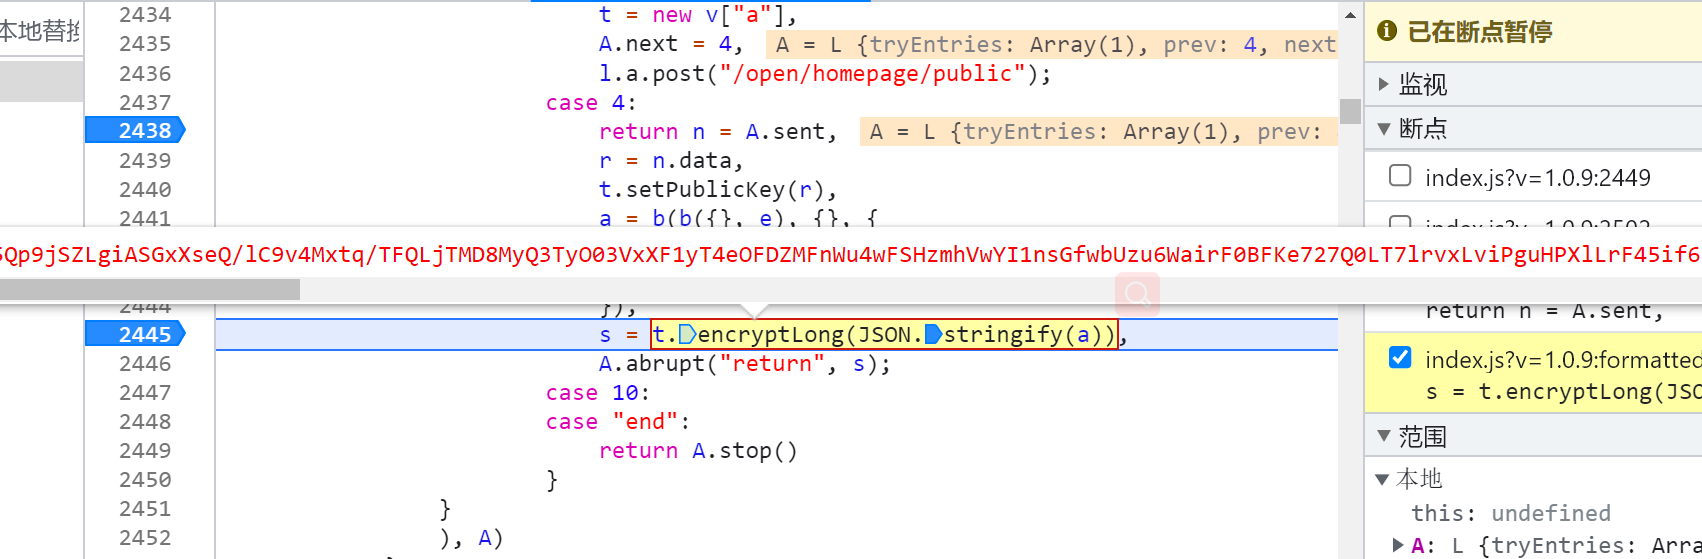 本地替换
2434 t = new v["a"],
2435 A.next = 4, A = L {tryEntries: Array(1), prev: 4, next
2436 l.a.post("/open/homepage/public");
2437 case 4:
2438 return n = A.sent, A = L {tryEntries: Array(1), prev:
2439 r = n.data,
2440 t.setPublicKey(r),
2441 a = b(b({}, e), {}, {
SQp9jSZLgiASGxXseQ/lC9v4Mxtq/TFQLjTMD8MyQ3TyO03VxXF1yT4eOFDZMFnWu4wFSHzmhVwYI1nsGfwbUzu6WairF0BFKe727Q0LT7lrvxLviPguHPXlLrF45if6
2444 }),
2445 s = t.encryptLong(JSON.stringify(a)),
2446 A.abrupt("return", s);
2447 case 10:
2448 case "end":
2449 return A.stop()
2450 }
2451 }
2452 ), A)
已在断点暂停
监视
断点
index.js?v=1.0.9:2449
index.js?v=1.0.9:2502
return n = A.sent,
index.js?v=1.0.9:formatted
s = t.encryptLong(JSO
范围
本地
this: undefined
A: L {tryEntries: Arra